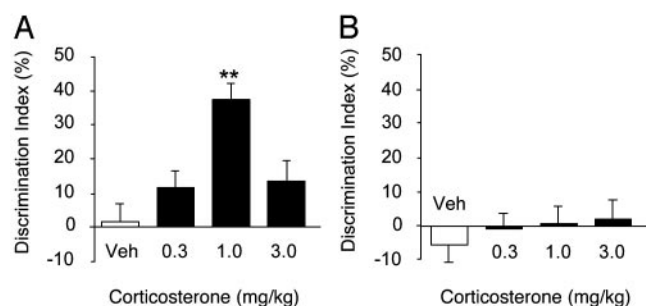 A
Discrimination Index (%)
50
40
30
20
10
0
-10
**
Veh 0.3 1.0 3.0
Corticosterone (mg/kg)
B
Discrimination Index (%)
50
40
30
20
10
0
-10
Veh
0.3 1.0 3.0
Corticosterone (mg/kg)